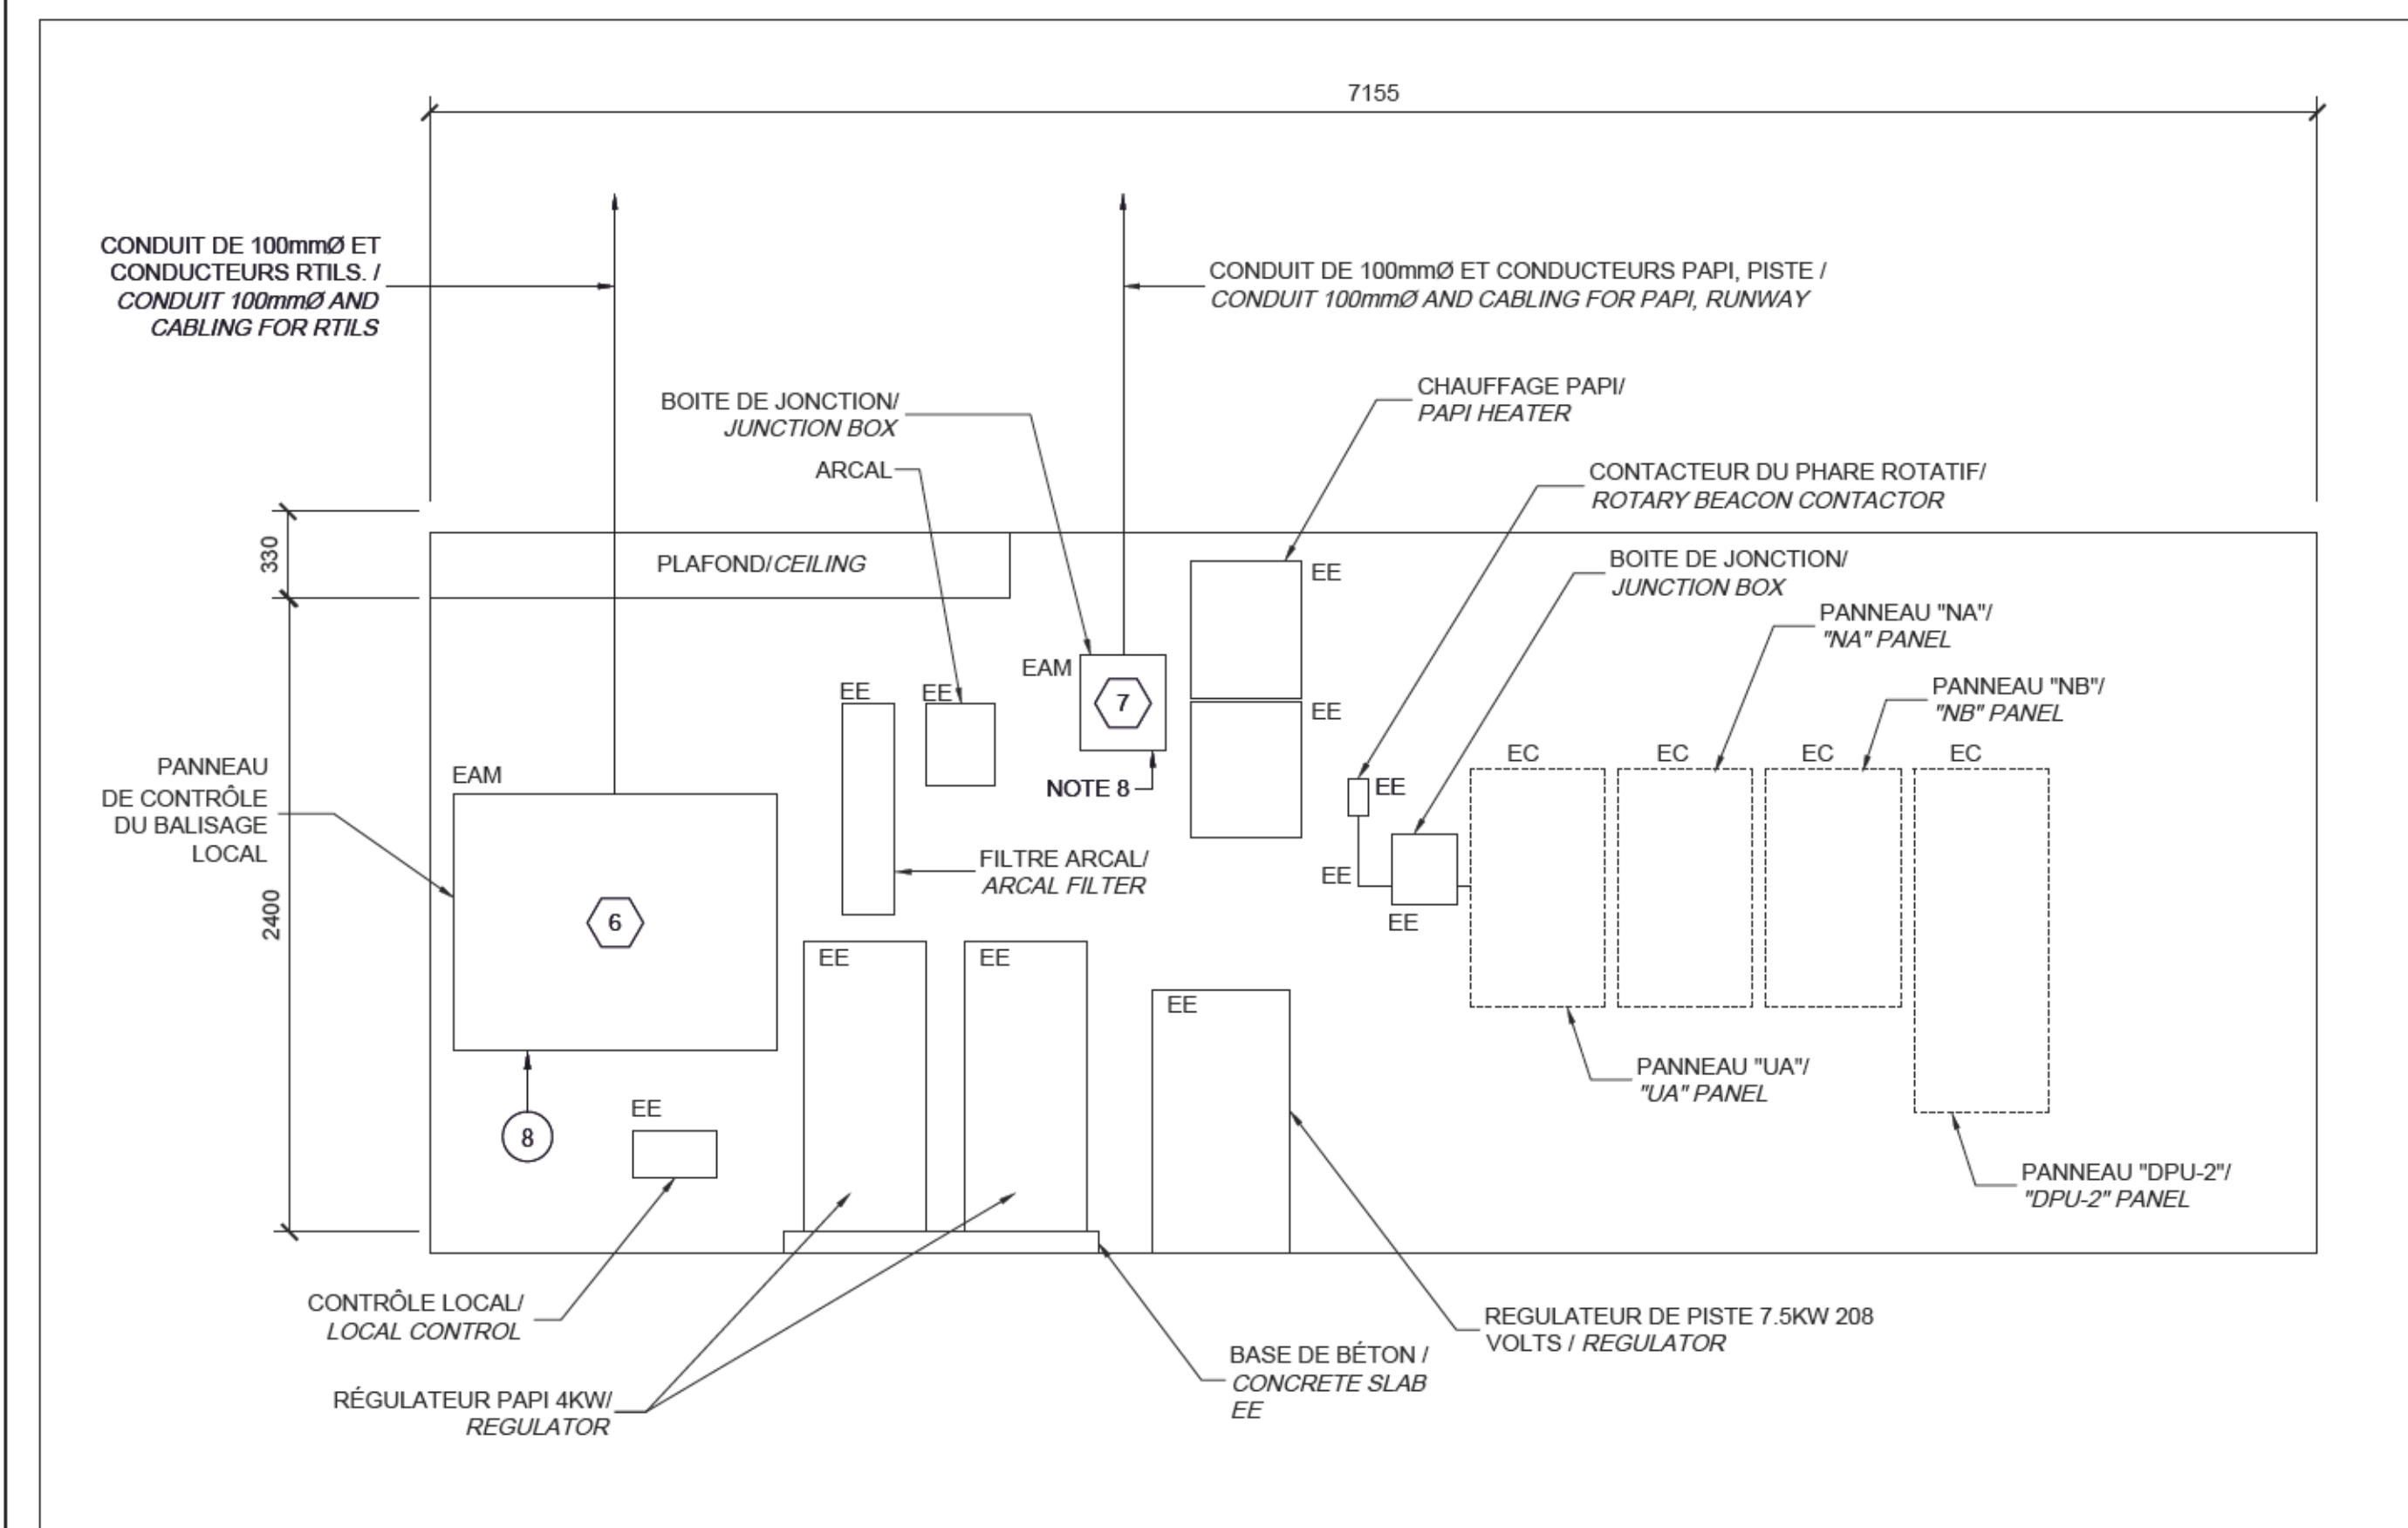 7155
CONDUIT DE 100mmØ ET
CONDUCTEURS RTILS. /
CONDUIT 100mmØ AND
CABLING FOR RTILS
CONDUIT DE 100mmØ ET CONDUCTEURS PAPI, PISTE /
CONDUIT 100mmØ AND CABLING FOR PAPI, RUNWAY
BOITE DE JONCTION/
JUNCTION BOX
ARCAL
CHAUFFAGE PAPI/
PAPI HEATER
CONTACTEUR DU PHARE ROTATIF/
ROTARY BEACON CONTACTOR
330
PLAFOND/CEILING
EE
BOITE DE JONCTION/
JUNCTION BOX
PANNEAU "NA"/
"NA" PANEL
EAM
7
EE
EE
EE
PANNEAU "NB"/
"NB" PANEL
NOTE 8
EC
EC
EC
EC
PANNEAU
DE CONTRÔLE
DU BALISAGE
LOCAL
EAM
EE
2400
6
FILTRE ARCAL/
ARCAL FILTER
EE
EE
EE
EE
EE
8
EE
PANNEAU "UA"/
"UA" PANEL
PANNEAU "DPU-2"/
"DPU-2" PANEL
CONTRÔLE LOCAL/
LOCAL CONTROL
RÉGULATEUR PAPI 4KW/
REGULATOR
BASE DE BÉTON /
CONCRETE SLAB
EE
REGULATEUR DE PISTE 7.5KW 208
VOLTS / REGULATOR